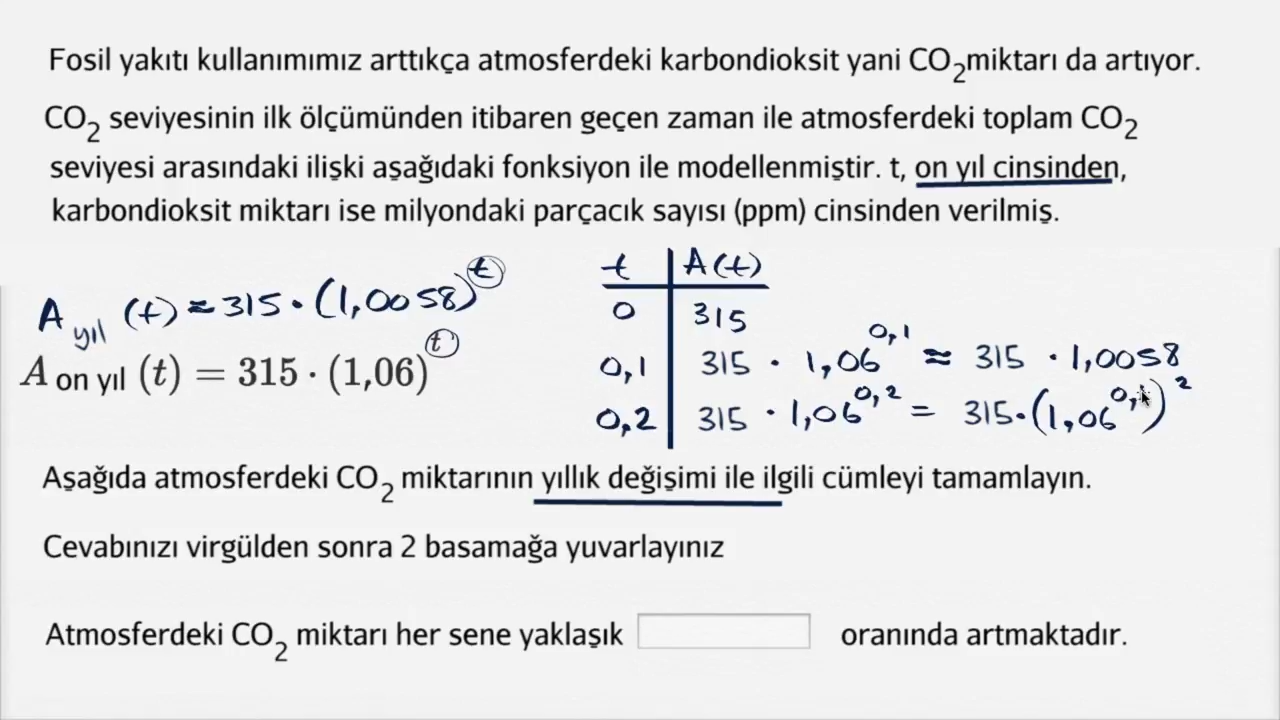 Fosil yakıtı kullanımımız arttıkça atmosferdeki karbondioksit yani CO₂miktarı da artıyor.
CO₂ seviyesinin ilk ölçümünden itibaren geçen zaman ile atmosferdeki toplam CO₂
seviyesi arasındaki ilişki aşağıdaki fonksiyon ile modellenmiştir. t, on yıl cinsinden,
karbondioksit miktarı ise milyondaki parçacık sayısı (ppm) cinsinden verilmiş.
A yıl (t) ≈ 315 · (1,0058)^t
A on yıl (t) = 315 · (1,06)^t
t A(t)
0 315
0,1 315 · 1,06^0,1 ≈ 315 · 1,0058
0,2 315 · 1,06^0,2 = 315·(1,06^0,1)^2
Aşağıda atmosferdeki CO₂ miktarının yıllık değişimi ile ilgili cümleyi tamamlayın.
Cevabınızı virgülden sonra 2 basamağa yuvarlayınız
Atmosferdeki CO₂ miktarı her sene yaklaşık oranında artmaktadır.